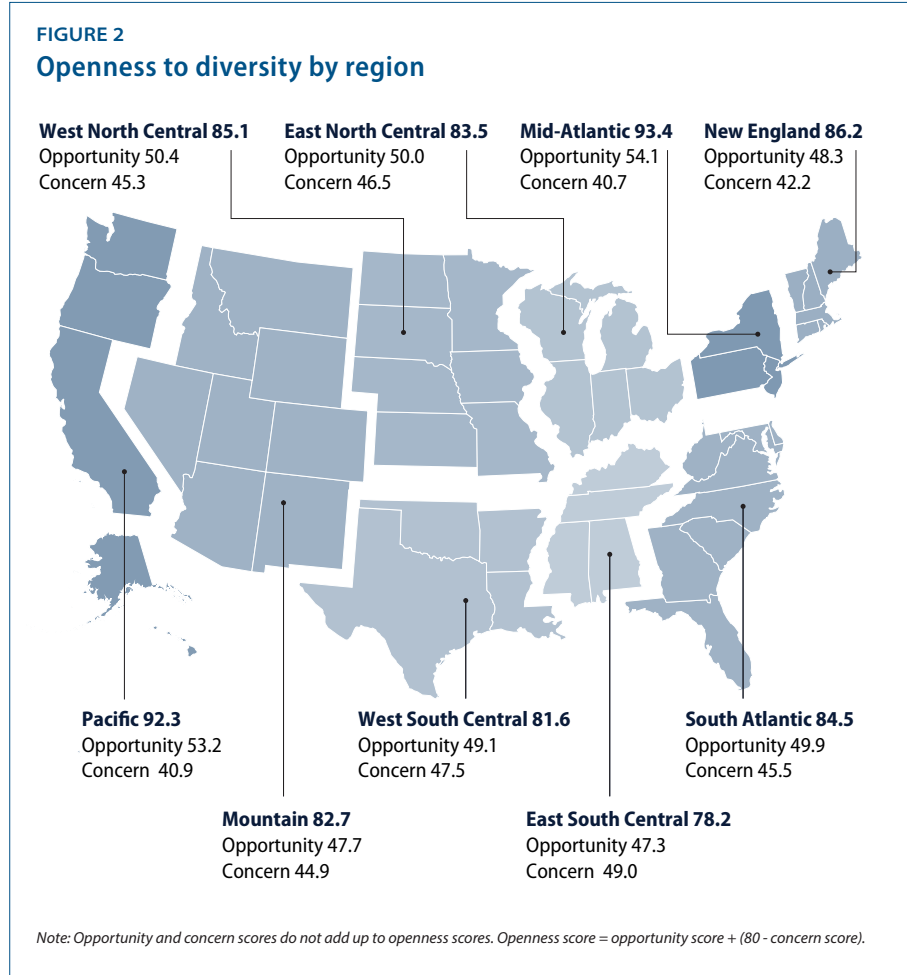 FIGURE 2
Openness to diversity by region
West North Central 85.1
Opportunity 50.4
Concern 45.3
East North Central 83.5
Opportunity 50.0
Concern 46.5
Mid-Atlantic 93.4
Opportunity 54.1
Concern 40.7
New England 86.2
Opportunity 48.3
Concern 42.2
Pacific 92.3
Opportunity 53.2
Concern 40.9
West South Central 81.6
Opportunity 49.1
Concern 47.5
South Atlantic 84.5
Opportunity 49.9
Concern 45.5
Mountain 82.7
Opportunity 47.7
Concern 44.9
East South Central 78.2
Opportunity 47.3
Concern 49.0
Note: Opportunity and concern scores do not add up to openness scores. Openness score = opportunity score + (80 - concern score).